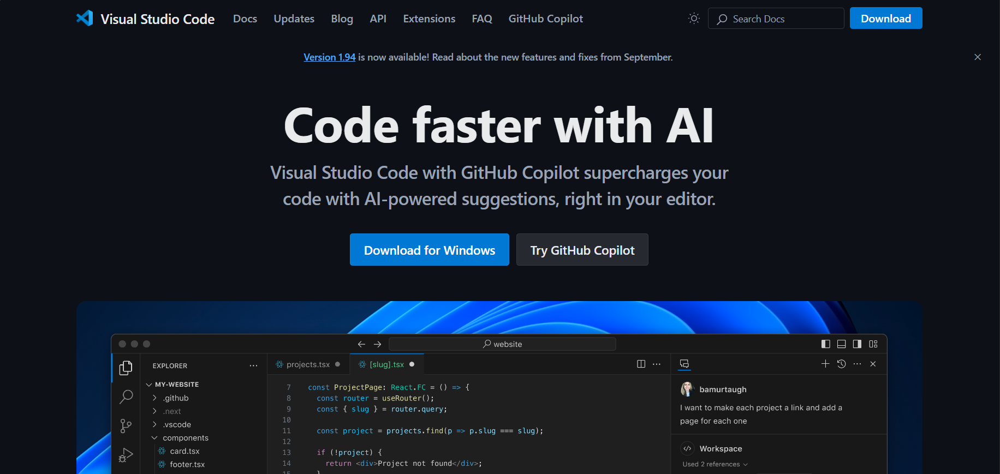 Visual Studio Code Docs Updates Blog API Extensions FAQ GitHub Copilot Search Docs Download
Version 1.94 is now available! Read about the new features and fixes from September.
Code faster with AI
Visual Studio Code with GitHub Copilot supercharges your
code with AI-powered suggestions, right in your editor.
Download for Windows
Try GitHub Copilot
website
EXPLORER
MY-WEBSITE
.github
.next
.vscode
components
card.tsx
footer.tsx
projects.tsx
[slug].tsx
7 const ProjectPage: React.FC = () => {
8 const router = useRouter();
9 const { slug } = router.query;
10
11 const project = projects.find(p => p.slug === slug);
12
13 if (!project) {
14 return <div>Project not found</div>;
15 }
bamurtaugh
I want to make each project a link and add a
page for each one
Workspace
Used 2 references